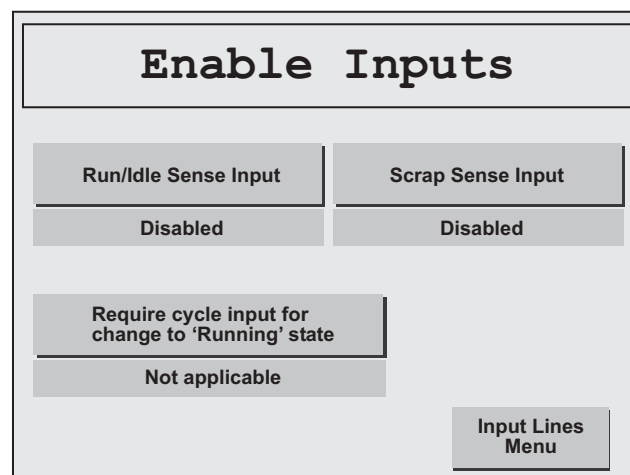 Enable Inputs
Run/Idle Sense Input
Scrap Sense Input
Disabled
Disabled
Require cycle input for
change to ‘Running’ state
Not applicable
Input Lines
Menu